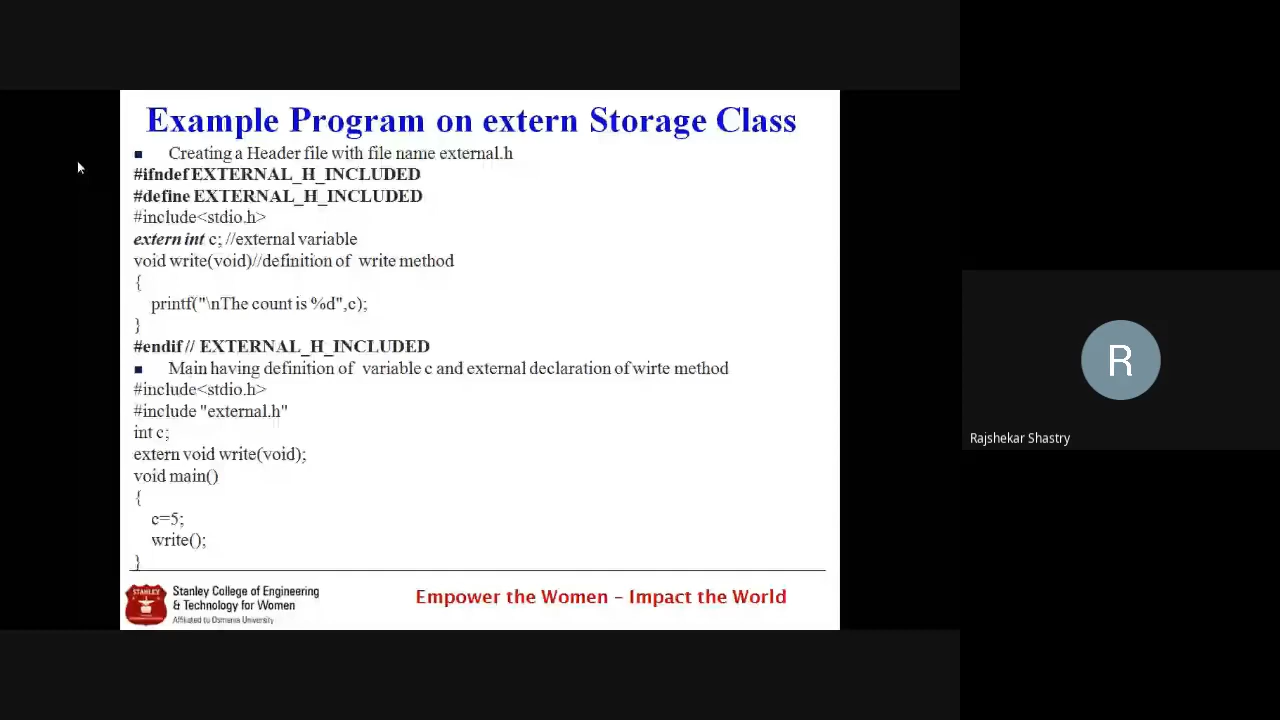 Example Program on extern Storage Class
Creating a Header file with file name external.h
#ifndef EXTERNAL_H_INCLUDED
#define EXTERNAL_H_INCLUDED
#include<stdio.h>
extern int c; //external variable
void write(void)//definition of write method
{
printf("\nThe count is %d",c);
}
#endif // EXTERNAL_H_INCLUDED
Main having definition of variable c and external declaration of wirte method
#include<stdio.h>
#include "external.h"
int c;
extern void write(void);
void main()
{
c=5;
write();
}
STANLEY
Stanley College of Engineering
& Technology for Women
Affiliated to Osmania University
Empower the Women – Impact the World
R
Rajshekar Shastry